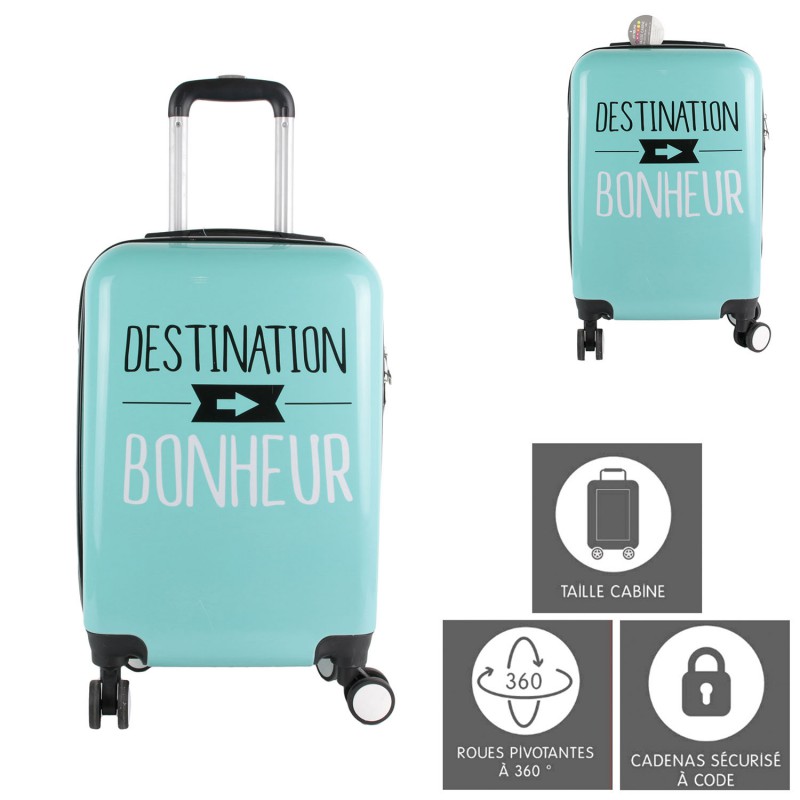 DESTINATION
BONHEUR
DESTINATION
BONHEUR
TAILLE CABINE
360
ROUES PIVOTANTES
À 360 °
CADENAS SÉCURISÉ
À CODE